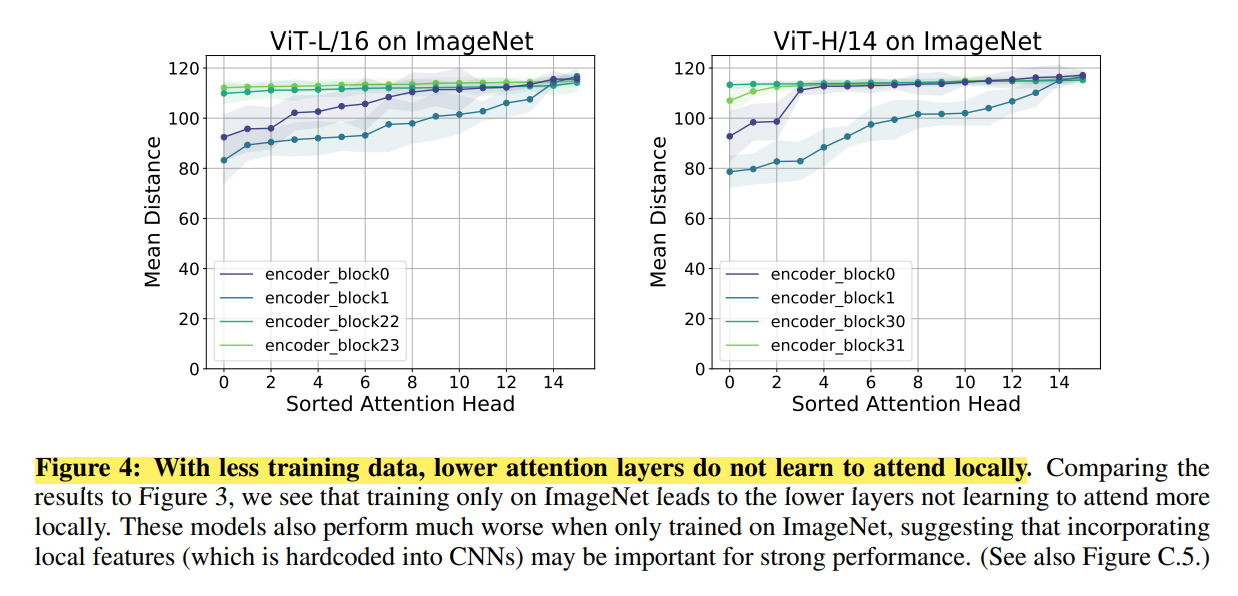 ViT-L/16 on ImageNet
120
100
80
60
40
20
0
Mean Distance
encoder_block0
encoder_block1
encoder_block22
encoder_block23
0 2 4 6 8 10 12 14
Sorted Attention Head
ViT-H/14 on ImageNet
120
100
80
60
40
20
0
Mean Distance
encoder_block0
encoder_block1
encoder_block30
encoder_block31
0 2 4 6 8 10 12 14
Sorted Attention Head
Figure 4: With less training data, lower attention layers do not learn to attend locally. Comparing the
results to Figure 3, we see that training only on ImageNet leads to the lower layers not learning to attend more
locally. These models also perform much worse when only trained on ImageNet, suggesting that incorporating
local features (which is hardcoded into CNNs) may be important for strong performance. (See also Figure C.5.)